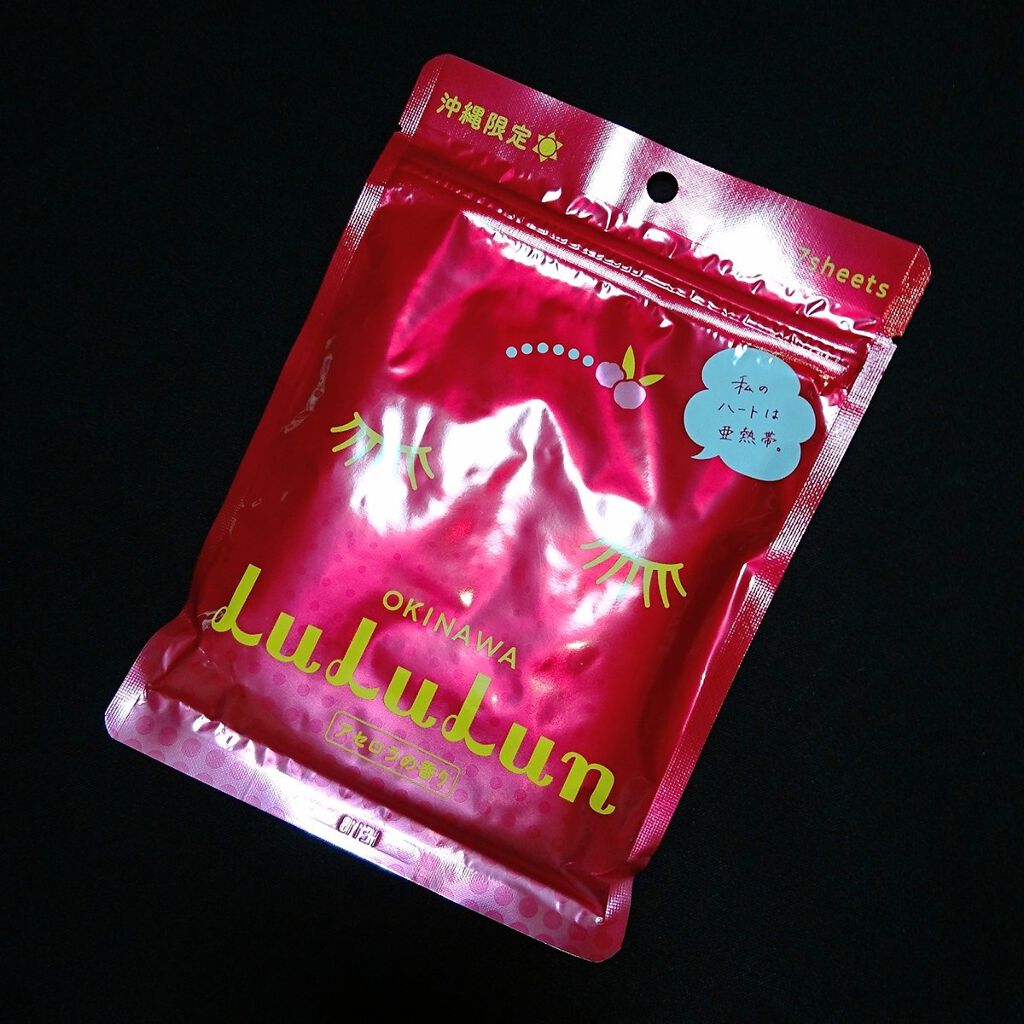 沖縄限定
7sheets
私の
ハートは
亜熱帯。
OKINAWA
LuLuLun
アセロラの香り